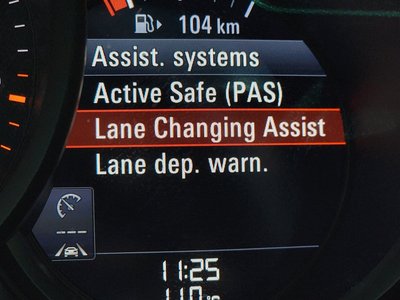 104 km
Assist. systems
Active Safe (PAS)
Lane Changing Assist
Lane dep. warn.
---
11:25